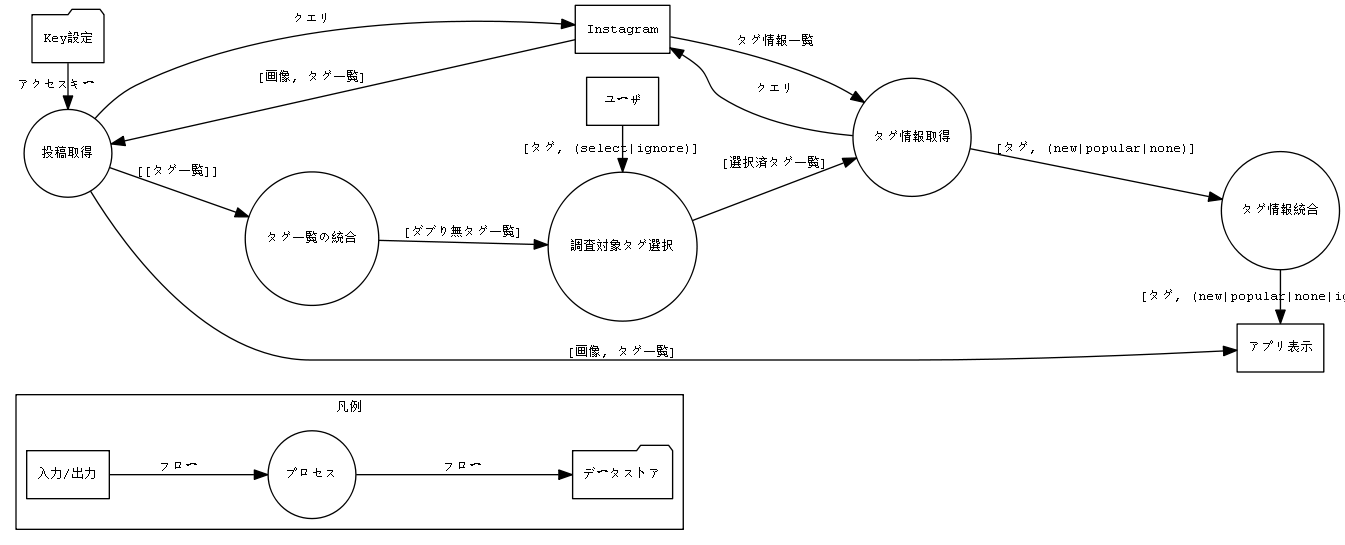 クエリ
Key設定
Instagram
タグ情報一覧
[画像, タグ一覧]
アクセスキー
クエリ
ユーザ
投稿取得
タグ情報取得
[タグ, (select|ignore)]
[タグ, (new|popular|none)]
[選択済タグ一覧]
[[タグ一覧]]
タグ情報統合
[ダブり無タグ一覧]
タグ一覧の統合
調査対象タグ選択
[タグ, (new|popular|none|ig
アプリ表示
[画像, タグ一覧]
凡例
フロー
フロー
入力/出力
プロセス
データストア